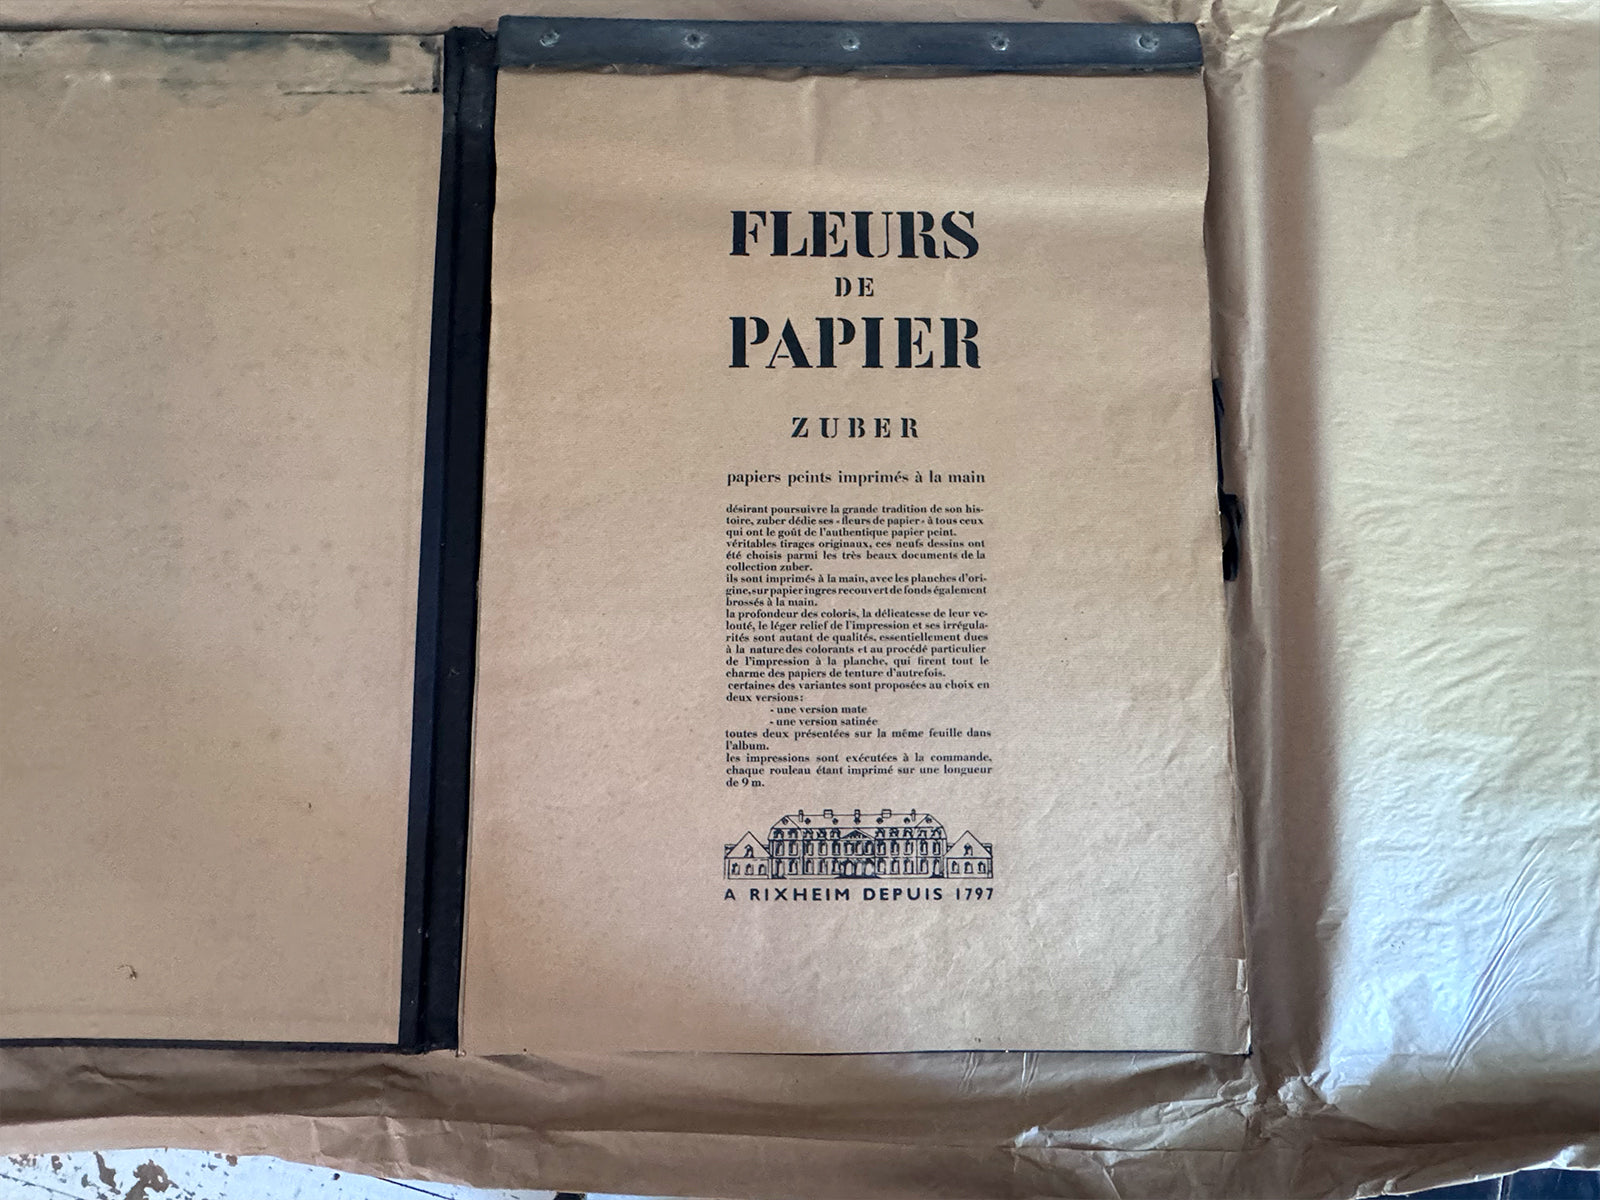 FLEURS
DE
PAPIER
ZUBER
papiers peints imprimés à la main
désirant poursuivre la grande tradition de son his-
toire, zuber dédie ses «fleurs de papier» à tous ceux
qui ont le goût de l'authentique papier peint.
véritables tirages originaux, ces neufs dessins ont
été choisis parmi les très beaux documents de la
collection zuber.
ils sont imprimés à la main, avec les planches d'ori-
gine, sur papier ingres recouvert de fonds également
brossés à la main.
la profondeur des coloris, la délicatesse de leur ve-
louté, le léger relief de l'impression et ses irrégula-
rités sont autant de qualités, essentiellement dues
à la nature des colorants et au procédé particulier
de l'impression à la planche, qui firent tout le
charme des papiers de tenture d'autrefois.
certaines des variantes sont proposées au choix en
deux versions:
- une version mate
- une version satinée
toutes deux présentées sur la même feuille dans
l'album.
les impressions sont exécutées à la commande,
chaque rouleau étant imprimé sur une longueur
de 9 m.
A RIXHEIM DEPUIS 1797